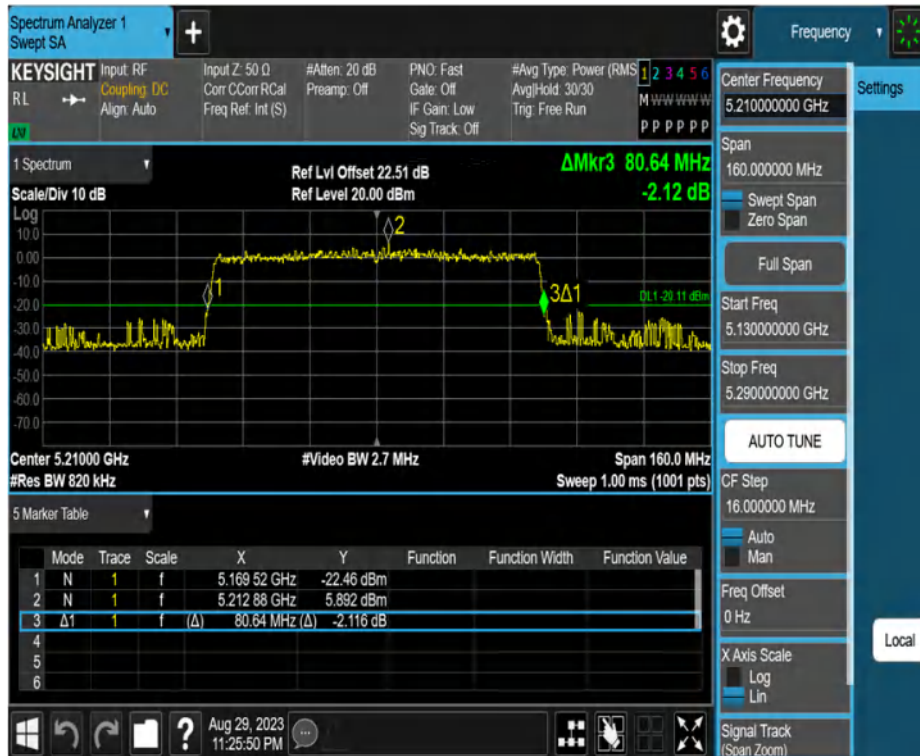 Spectrum Analyzer 1
Swept SA
+
Frequency
KEYSIGHT
RL
LNI
Input: RF
Coupling: DC
Align: Auto
Input Z: 50 Ω
Corr CCorr RCal
Freq Ref: Int (S)
#Atten: 20 dB
Preamp: Off
PNO: Fast
Gate: Off
IF Gain: Low
Sig Track: Off
#Avg Type: Power (RMS
Avg|Hold: 30/30
Trig: Free Run
1 2 3 4 5 6
M W W W W W
P P P P P P
1 Spectrum
Scale/Div 10 dB
Ref Lvl Offset 22.51 dB
Ref Level 20.00 dBm
ΔMkr3 80.64 MHz
-2.12 dB
Log
10.0
0.00
-10.0
-20.0
-30.0
-40.0
-50.0
-60.0
-70.0
1
2
3Δ1
DL1 -20.11 dBm
Center 5.21000 GHz
#Res BW 820 kHz
#Video BW 2.7 MHz
Span 160.0 MHz
Sweep 1.00 ms (1001 pts)
5 Marker Table
Mode Trace Scale X Y Function Function Width Function Value
1 N 1 f 5.169 52 GHz -22.46 dBm
2 N 1 f 5.212 88 GHz 5.892 dBm
3 Δ1 1 f (Δ) 80.64 MHz (Δ) -2.116 dB
4
5
6
?
Aug 29, 2023
11:25:50 PM
Center Frequency
5.210000000 GHz
Span
160.000000 MHz
Swept Span
Zero Span
Full Span
Start Freq
5.130000000 GHz
Stop Freq
5.290000000 GHz
AUTO TUNE
CF Step
16.000000 MHz
Auto
Man
Freq Offset
0 Hz
X Axis Scale
Log
Lin
Signal Track
(Span Zoom)
Settings
Local